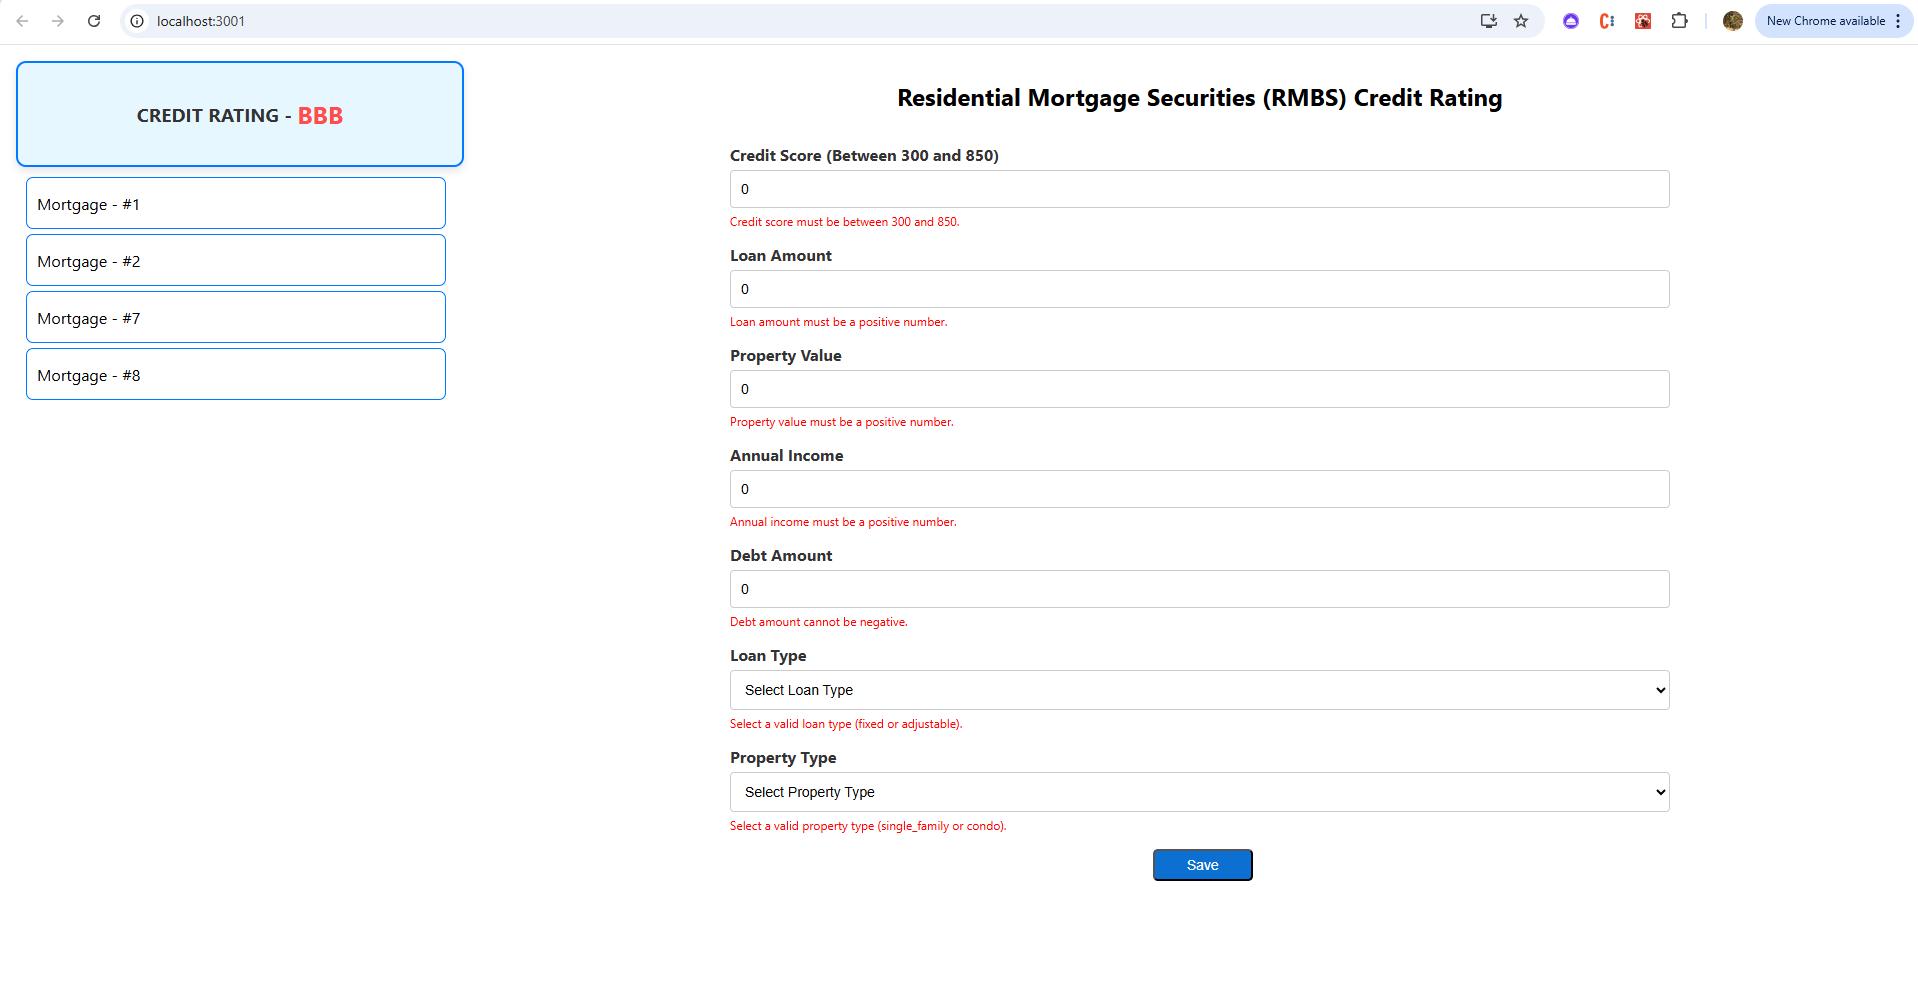 localhost:3001
New Chrome available
CREDIT RATING - BBB
Mortgage - #1
Mortgage - #2
Mortgage - #7
Mortgage - #8
Residential Mortgage Securities (RMBS) Credit Rating
Credit Score (Between 300 and 850)
0
Credit score must be between 300 and 850.
Loan Amount
0
Loan amount must be a positive number.
Property Value
0
Property value must be a positive number.
Annual Income
0
Annual income must be a positive number.
Debt Amount
0
Debt amount cannot be negative.
Loan Type
Select Loan Type
Select a valid loan type (fixed or adjustable).
Property Type
Select Property Type
Select a valid property type (single_family or condo).
Save